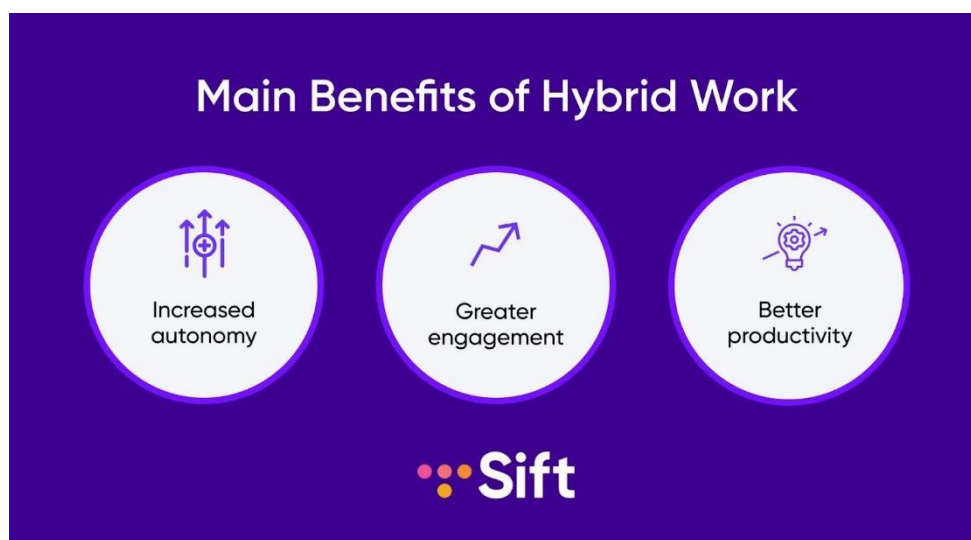 Main Benefits of Hybrid Work
Increased
autonomy
Greater
engagement
Better
productivity
Sift